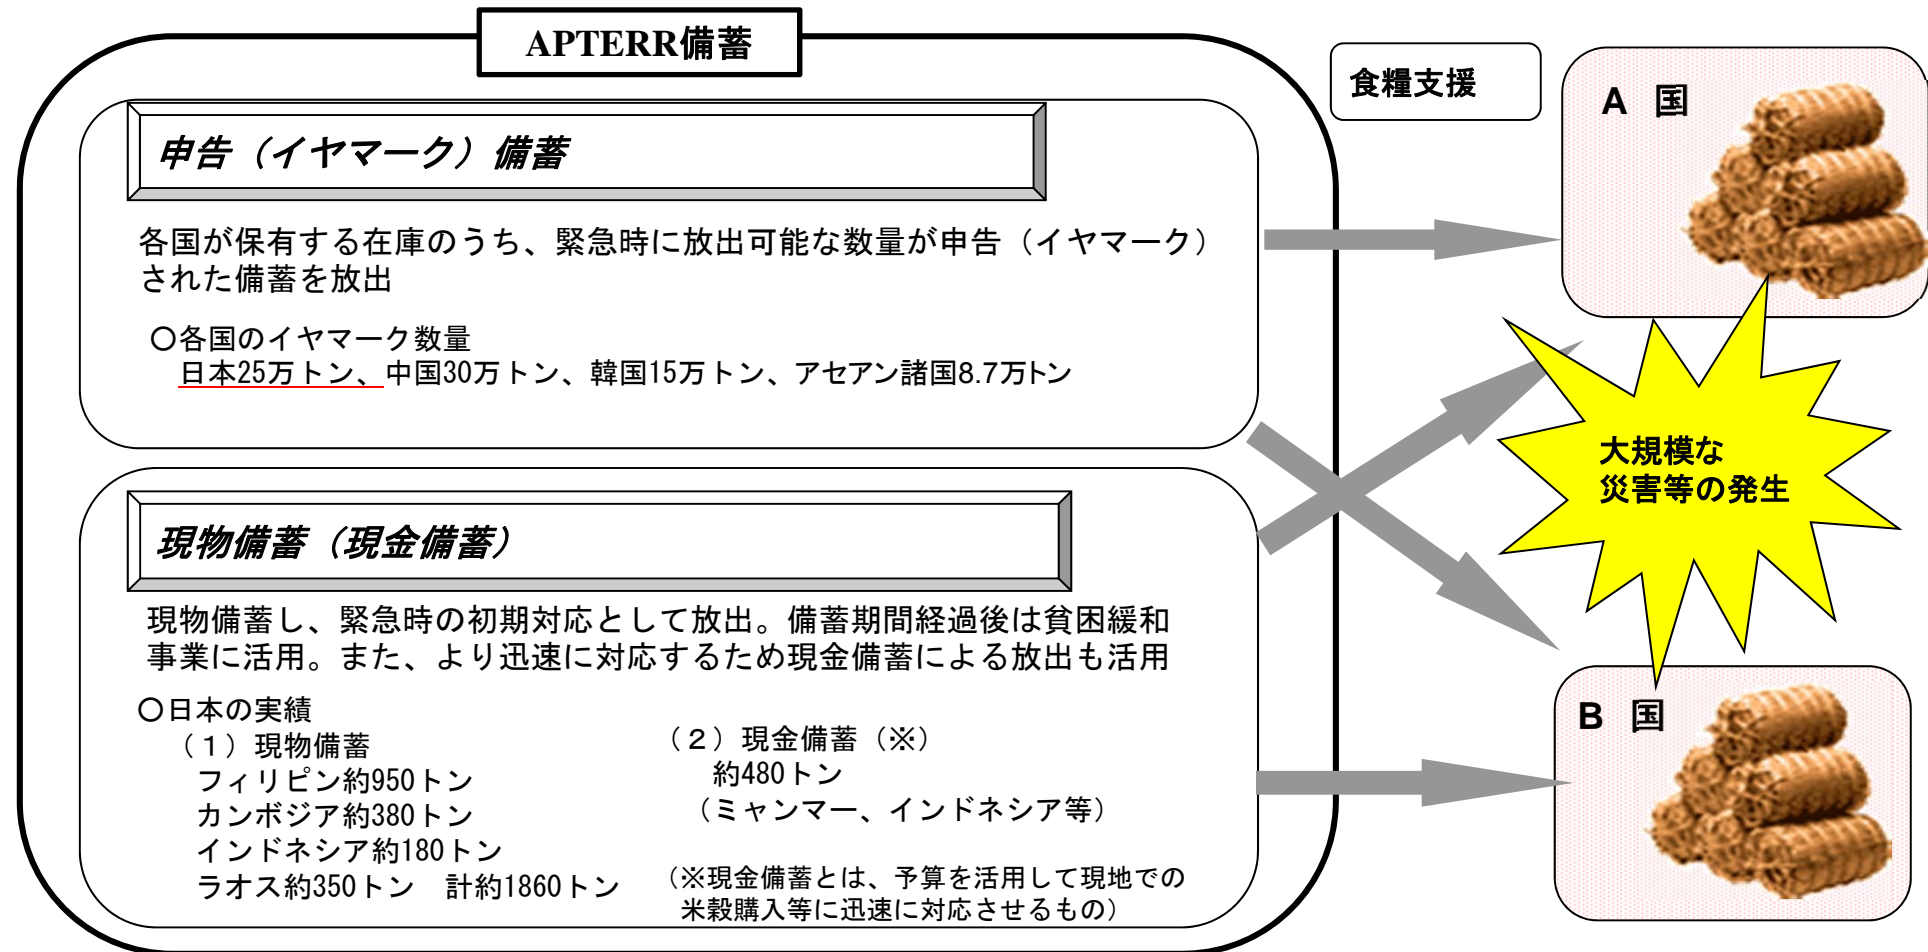 APTERR備蓄
申告（イヤマーク）備蓄
各国が保有する在庫のうち、緊急時に放出可能な数量が申告（イヤマーク）
された備蓄を放出
〇各国のイヤマーク数量
日本25万トン、中国30万トン、韓国15万トン、アセアン諸国8.7万トン
現物備蓄（現金備蓄）
現物備蓄し、緊急時の初期対応として放出。備蓄期間経過後は貧困緩和
事業に活用。また、より迅速に対応するため現金備蓄による放出も活用
〇日本の実績
（１）現物備蓄
フィリピン約950トン
カンボジア約380トン
インドネシア約180トン
ラオス約350トン　計約1860トン
（２）現金備蓄（※）
約480トン
（ミャンマー、インドネシア等）
（※現金備蓄とは、予算を活用して現地での
米穀購入等に迅速に対応させるもの）
食糧支援
A 国
大規模な
災害等の発生
B 国